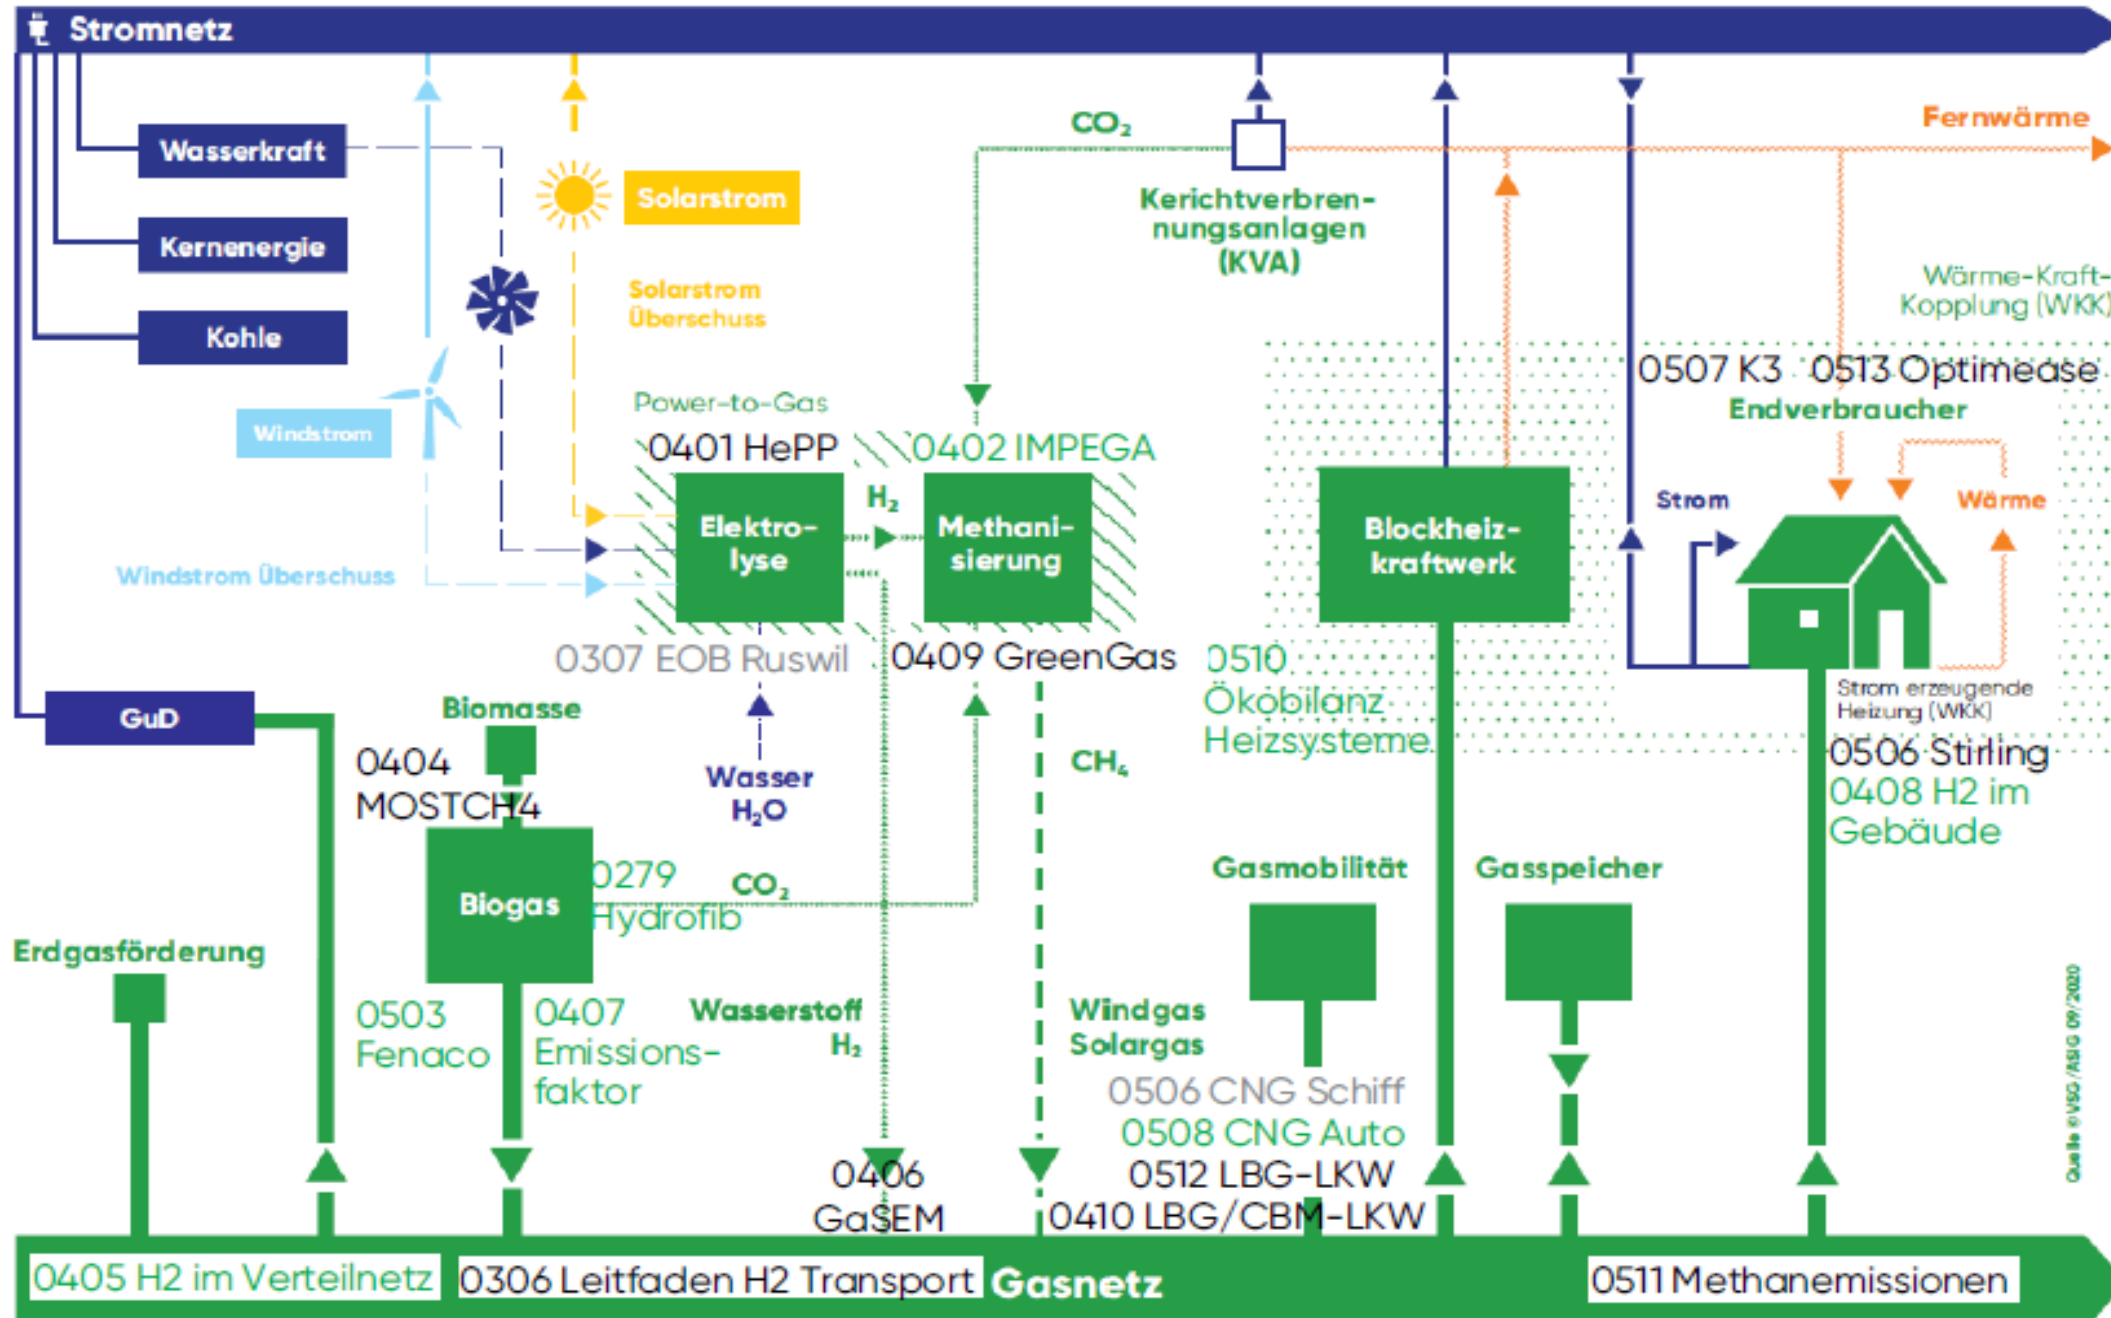 Stromnetz
Wasserkraft
Kernenergie
Kohle
Windstrom
Windstrom Überschuss
Solarstrom
Solarstrom
Überschuss
CO₂
Kerichtverbren-
nungsanlagen
(KVA)
Fernwärme
Wärme-Kraft-
Kopplung (WKK)
Power-to-Gas
0401 HePP
0402 IMPEGA
Elektro-
lyse
H₂
Methani-
sierung
0307 EOB Ruswil
0409 GreenGas
Wasser
H₂O
Blockheiz-
kraftwerk
0507 K3
0513 Optimease
Endverbraucher
Strom
Wärme
Strom erzeugende
Heizung (WKK)
0506 Stirling
0408 H2 im
Gebäude
0510
Ökobilanz
Heizsysteme
GuD
Biomasse
0404
MOSTCH4
Biogas
0279
Hydrofib
CO₂
CH₄
Erdgasförderung
0503
Fenaco
0407
Emissions-
faktor
Wasserstoff
H₂
Windgas
Solargas
Gasmobilität
Gasspeicher
0506 CNG Schiff
0508 CNG Auto
0512 LBG-LKW
0410 LBG/CBM-LKW
0406
GaSEM
0405 H2 im Verteilnetz
0306 Leitfaden H2 Transport
Gasnetz
0511 Methanemissionen
Quelle © VSG/ASIG 09/2020